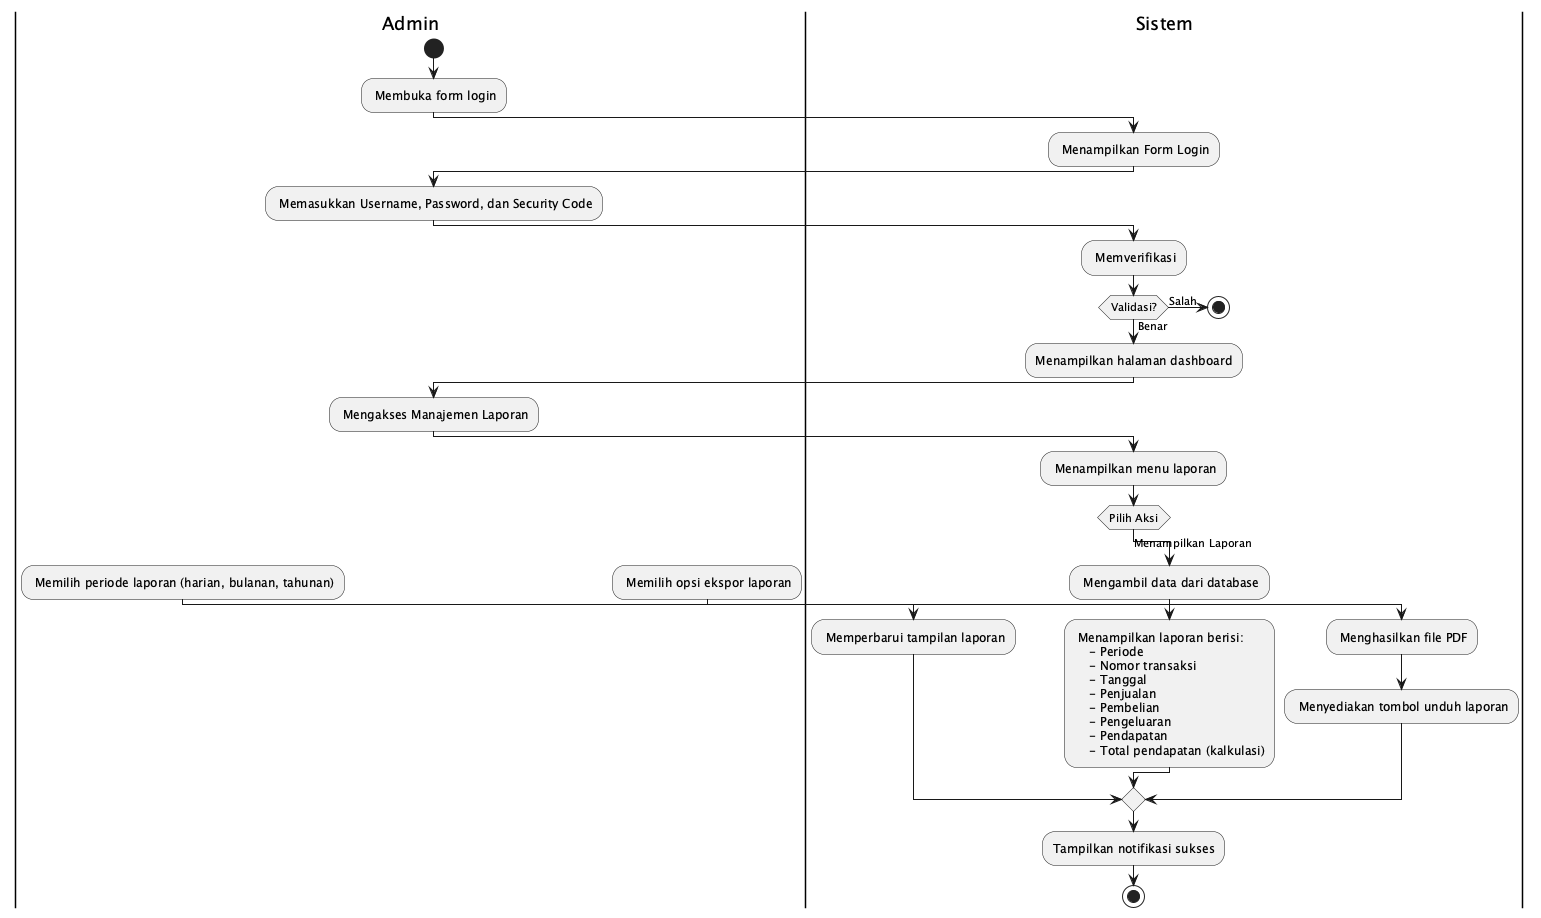 Admin
Sistem
Membuka form login
Menampilkan Form Login
Memasukkan Username, Password, dan Security Code
Memverifikasi
Validasi?
Salah
Benar
Menampilkan halaman dashboard
Mengakses Manajemen Laporan
Menampilkan menu laporan
Pilih Aksi
Menampilkan Laporan
Memilih periode laporan (harian, bulanan, tahunan)
Memilih opsi ekspor laporan
Mengambil data dari database
Memperbarui tampilan laporan
Menampilkan laporan berisi:
- Periode
- Nomor transaksi
- Tanggal
- Penjualan
- Pembelian
- Pengeluaran
- Pendapatan
- Total pendapatan (kalkulasi)
Menghasilkan file PDF
Menyediakan tombol unduh laporan
Tampilkan notifikasi sukses